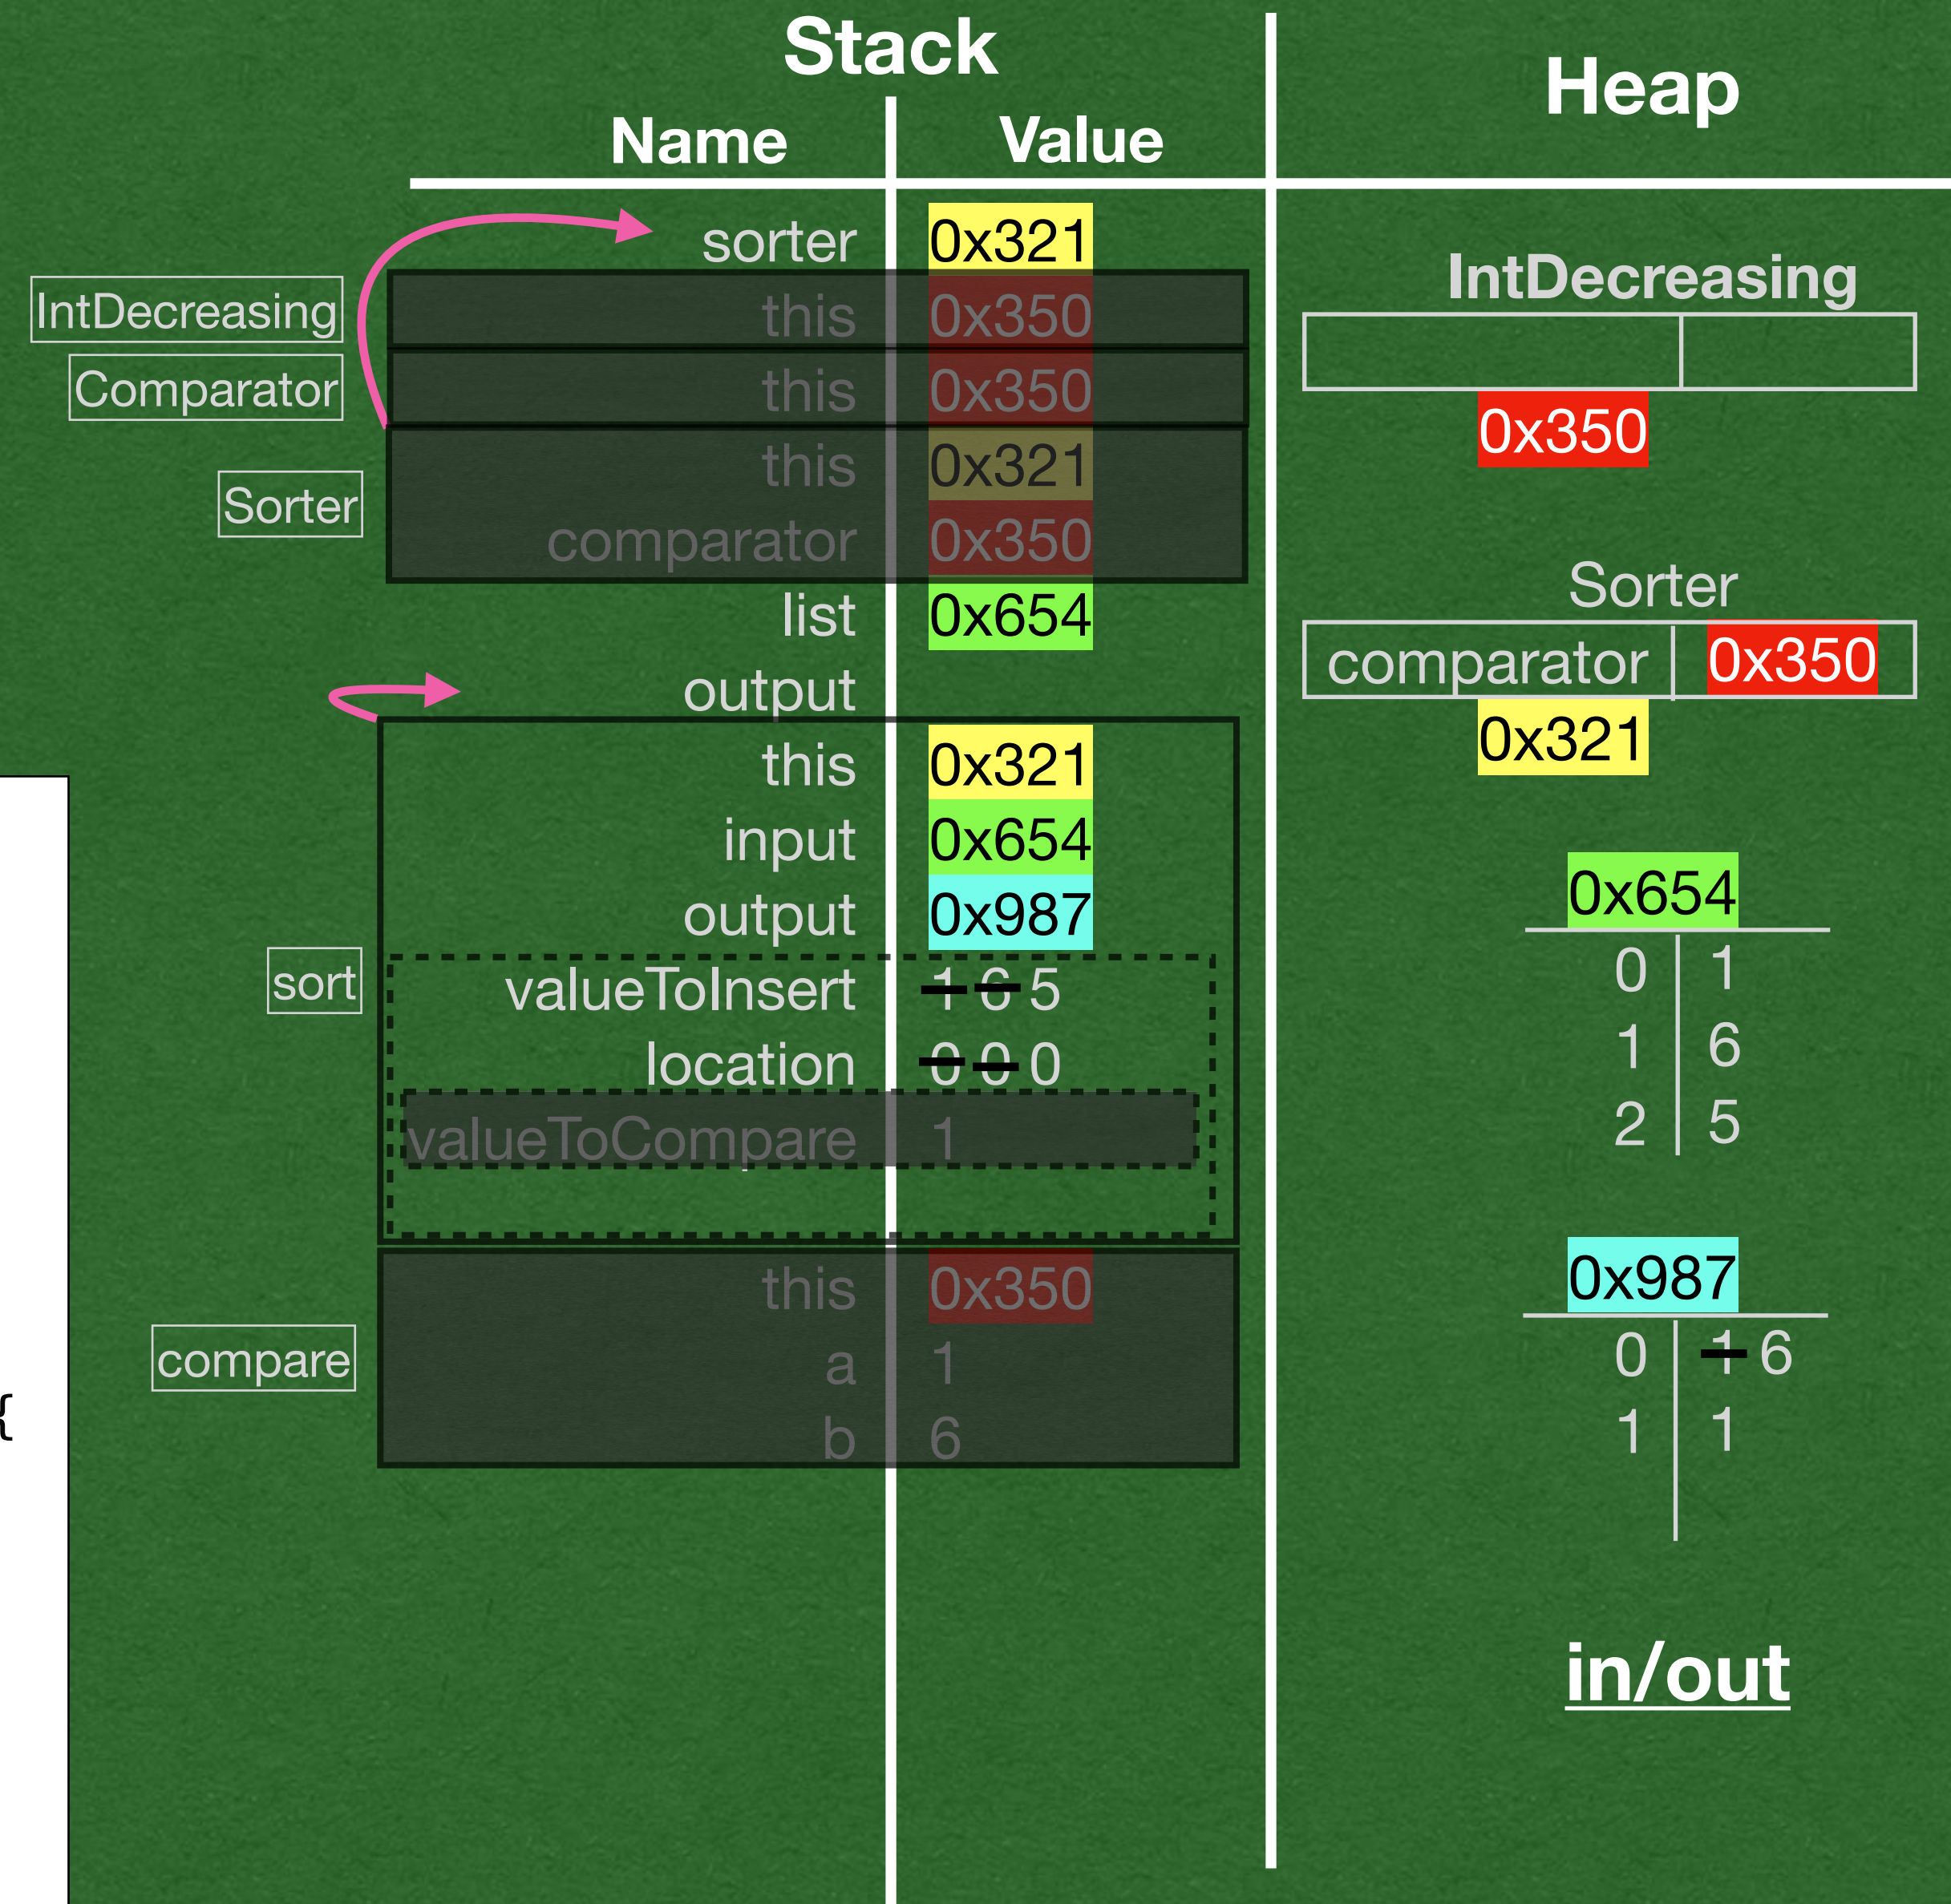 Stack
Heap
Name Value
sorter 0x321
IntDecreasing this 0x350
Comparator this 0x350
Sorter this 0x321
comparator 0x350
list 0x654
output
this 0x321
input 0x654
output 0x987
sort valueToInsert 1 6 5
location 0 0 0
valueToCompare 1
this 0x350
compare a 1
b 6
IntDecreasing
0x350
Sorter
comparator 0x350
0x321
0x654
0 1
1 6
2 5
0x987
0 1 6
1 1
in/out
{